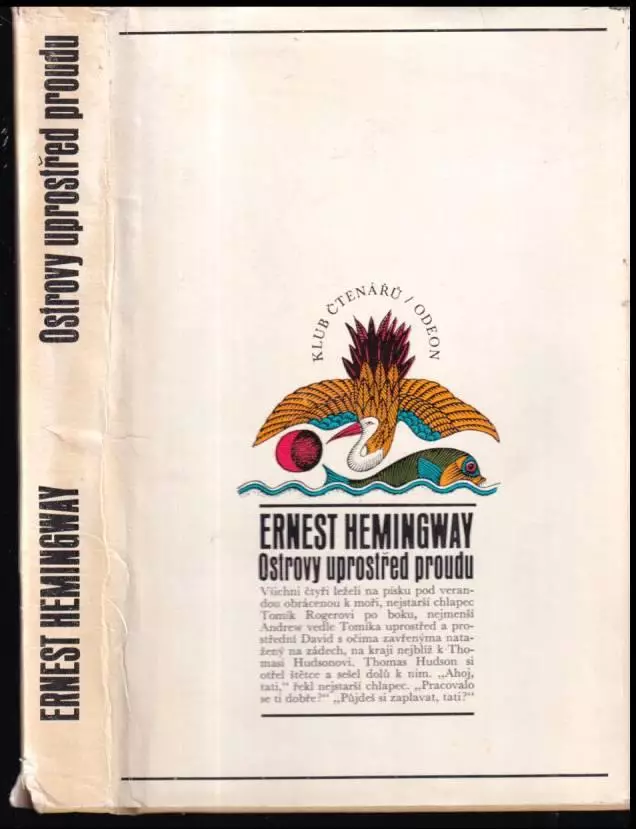 Ostrovy uprostřed proudu
ERNEST HEMINGWAY
KLUB ČTENÁŘŮ / ODEON
ERNEST HEMINGWAY
Ostrovy uprostřed proudu
Všichni čtyři leželi na písku pod veran-
dou obrácenou k moři, nejstarší chlapec
Tomík Rogerovi po boku, nejmenší
Andrew vedle Tomíka uprostřed a pro-
střední David s očima zavřenýma nata-
žený na zádech, na kraji nejblíž k Tho-
masi Hudsonovi. Thomas Hudson si
otřel štětce a sešel dolů k nim. „Ahoj,
tati,“ řekl nejstarší chlapec. „Pracovalo
se ti dobře?“ „Půjdeš si zaplavat, tati?“